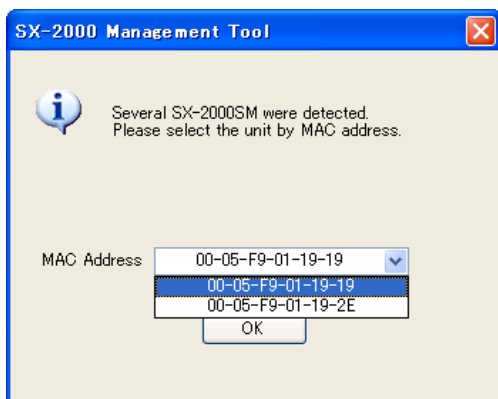 SX-2000 Management Tool
Several SX-2000SM were detected.
Please select the unit by MAC address.
MAC Address 00-05-F9-01-19-19
00-05-F9-01-19-19
00-05-F9-01-19-2E
OK